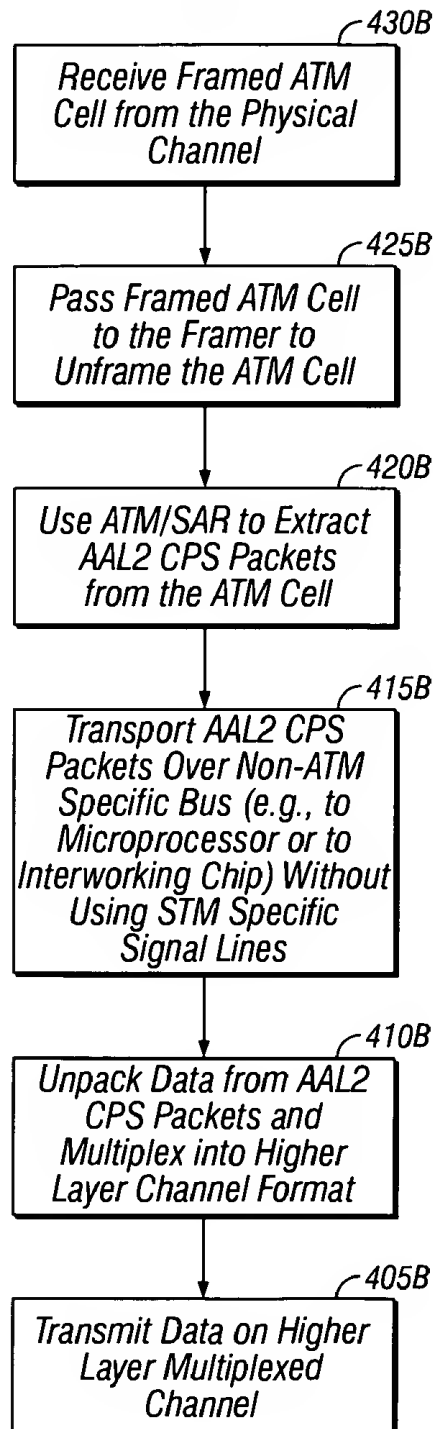 430B
Receive Framed ATM
Cell from the Physical
Channel
425B
Pass Framed ATM Cell
to the Framer to
Unframe the ATM Cell
420B
Use ATM/SAR to Extract
AAL2 CPS Packets
from the ATM Cell
415B
Transport AAL2 CPS
Packets Over Non-ATM
Specific Bus (e.g., to
Microprocessor or to
Interworking Chip) Without
Using STM Specific
Signal Lines
410B
Unpack Data from AAL2
CPS Packets and
Multiplex into Higher
Layer Channel Format
405B
Transmit Data on Higher
Layer Multiplexed
Channel